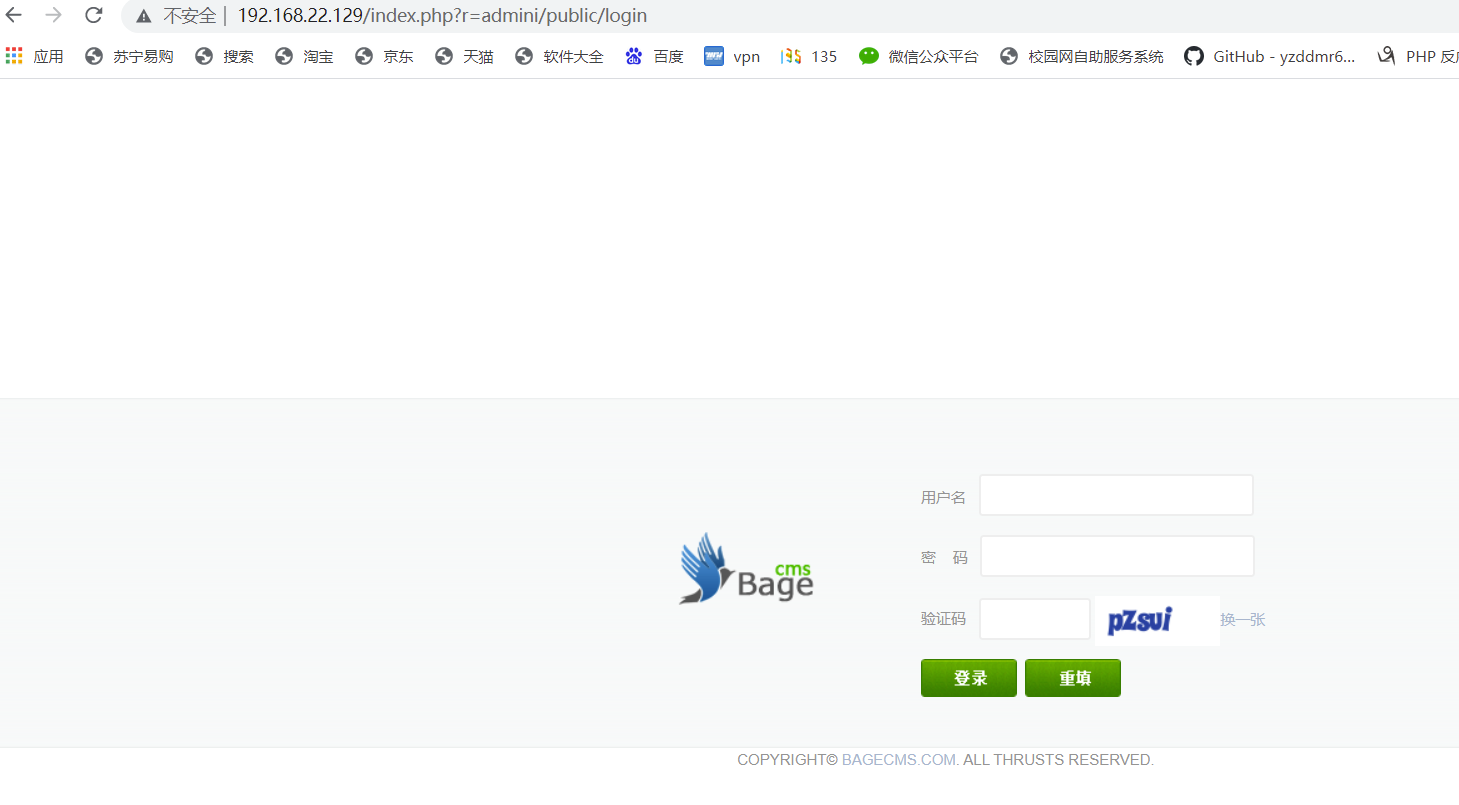 不安全 | 192.168.22.129/index.php?r=admini/public/login
应用 苏宁易购 搜索 淘宝 京东 天猫 软件大全 百度 vpn 135 微信公众平台 校园网自助服务系统 GitHub - yzddmr6... PHP 反
用户名
cms
Bage
密 码
验证码 pZsui 换一张
登录 重填
COPYRIGHT© BAGECMS.COM. ALL THRUSTS RESERVED.